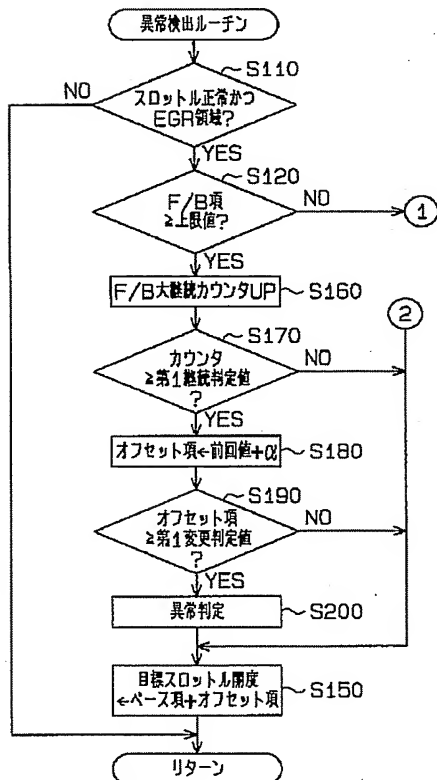 異常検出ルーチン
S110
NO
スロットル正常かつ
EGR領域?
YES
S120
F/B項
≧上限値?
NO
1
YES
F/B大継続カウンタUP
S160
2
S170
カウンタ
≧第1継続判定値
?
NO
YES
オフセット項←前回値+α
S180
S190
オフセット項
≧第1変更判定値
?
NO
YES
異常判定
S200
目標スロットル開度
←ベース項+オフセット項
S150
リターン